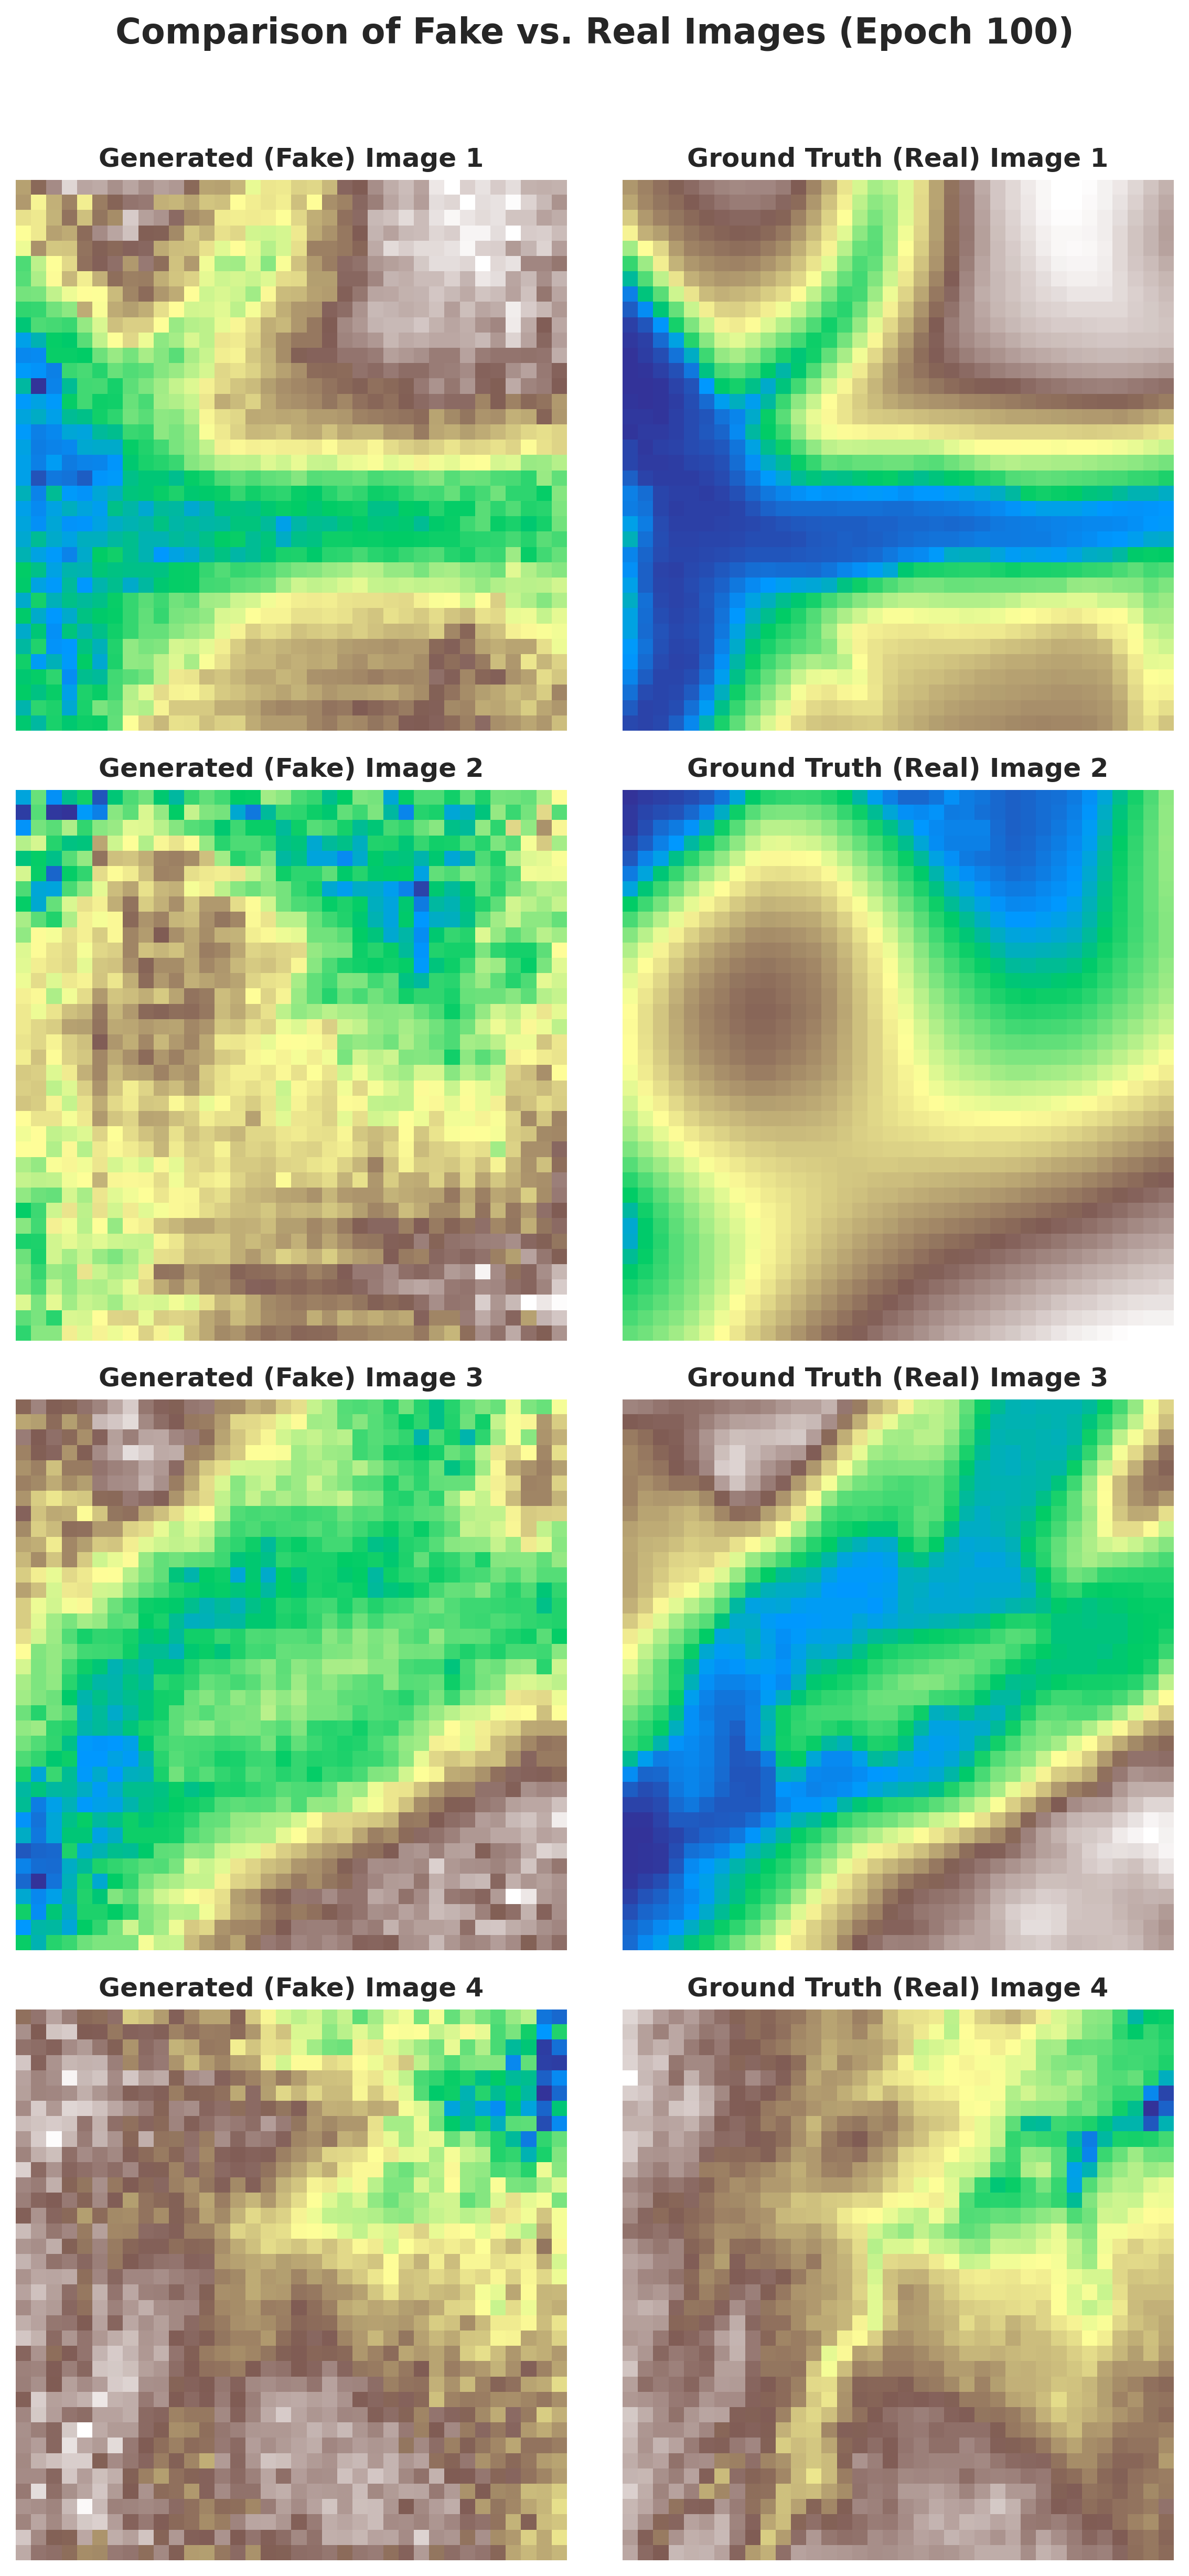 Comparison of Fake vs. Real Images (Epoch 100)
Generated (Fake) Image 1
Ground Truth (Real) Image 1
Generated (Fake) Image 2
Ground Truth (Real) Image 2
Generated (Fake) Image 3
Ground Truth (Real) Image 3
Generated (Fake) Image 4
Ground Truth (Real) Image 4